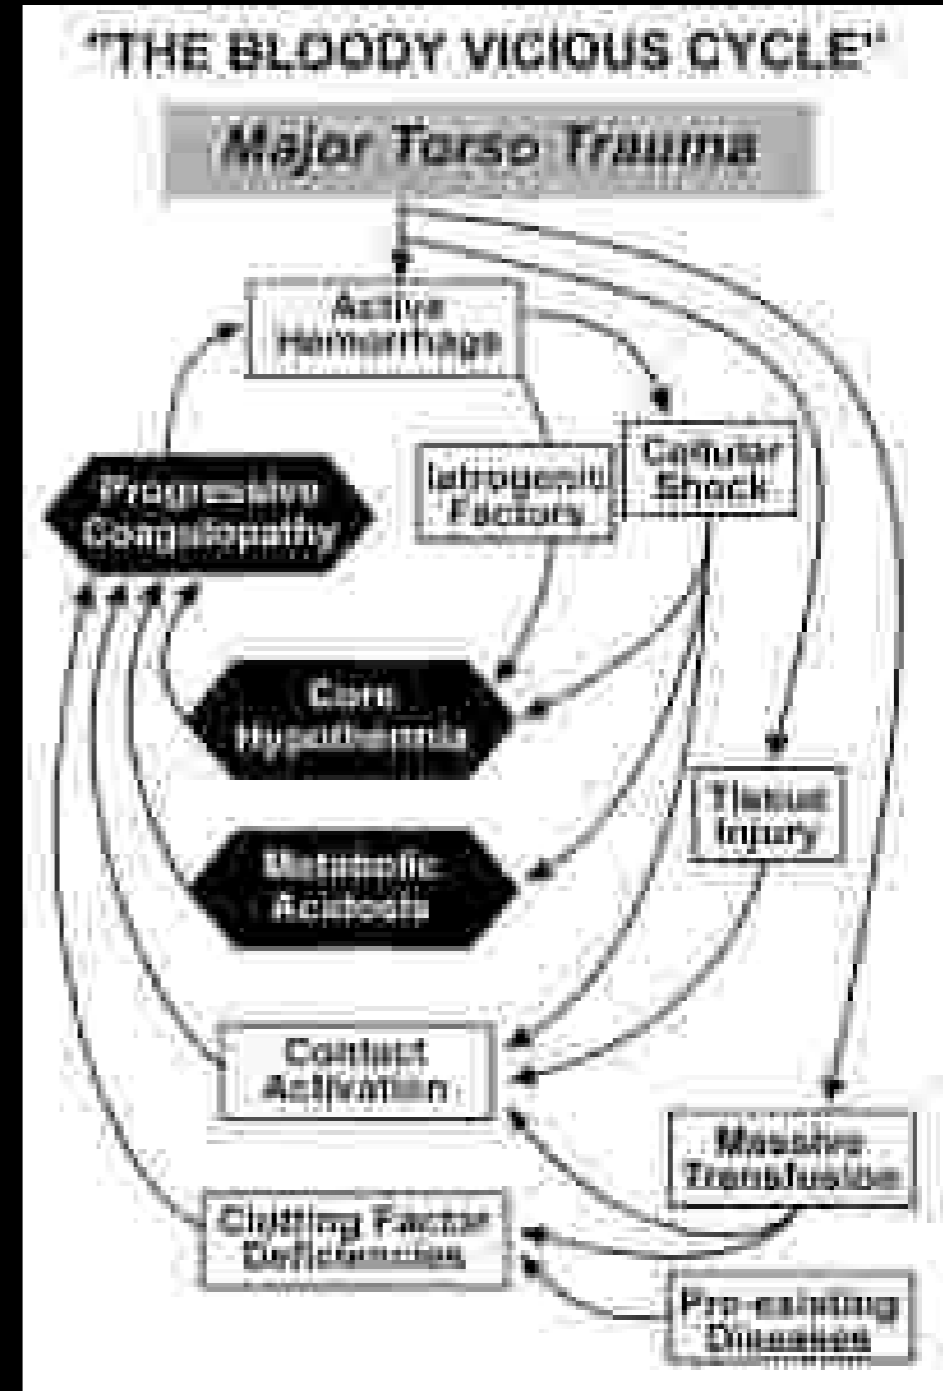 "THE BLOODY VICIOUS CYCLE"
Major Torso Trauma
Active
Hemorrhage
Iatrogenic
Factors
Cellular
Shock
Progressive
Coagulopathy
Core
Hypothermia
Metabolic
Acidosis
Tissue
Injury
Contact
Activation
Massive
Transfusion
Clotting Factor
Deficiencies
Pre-existing
Diseases